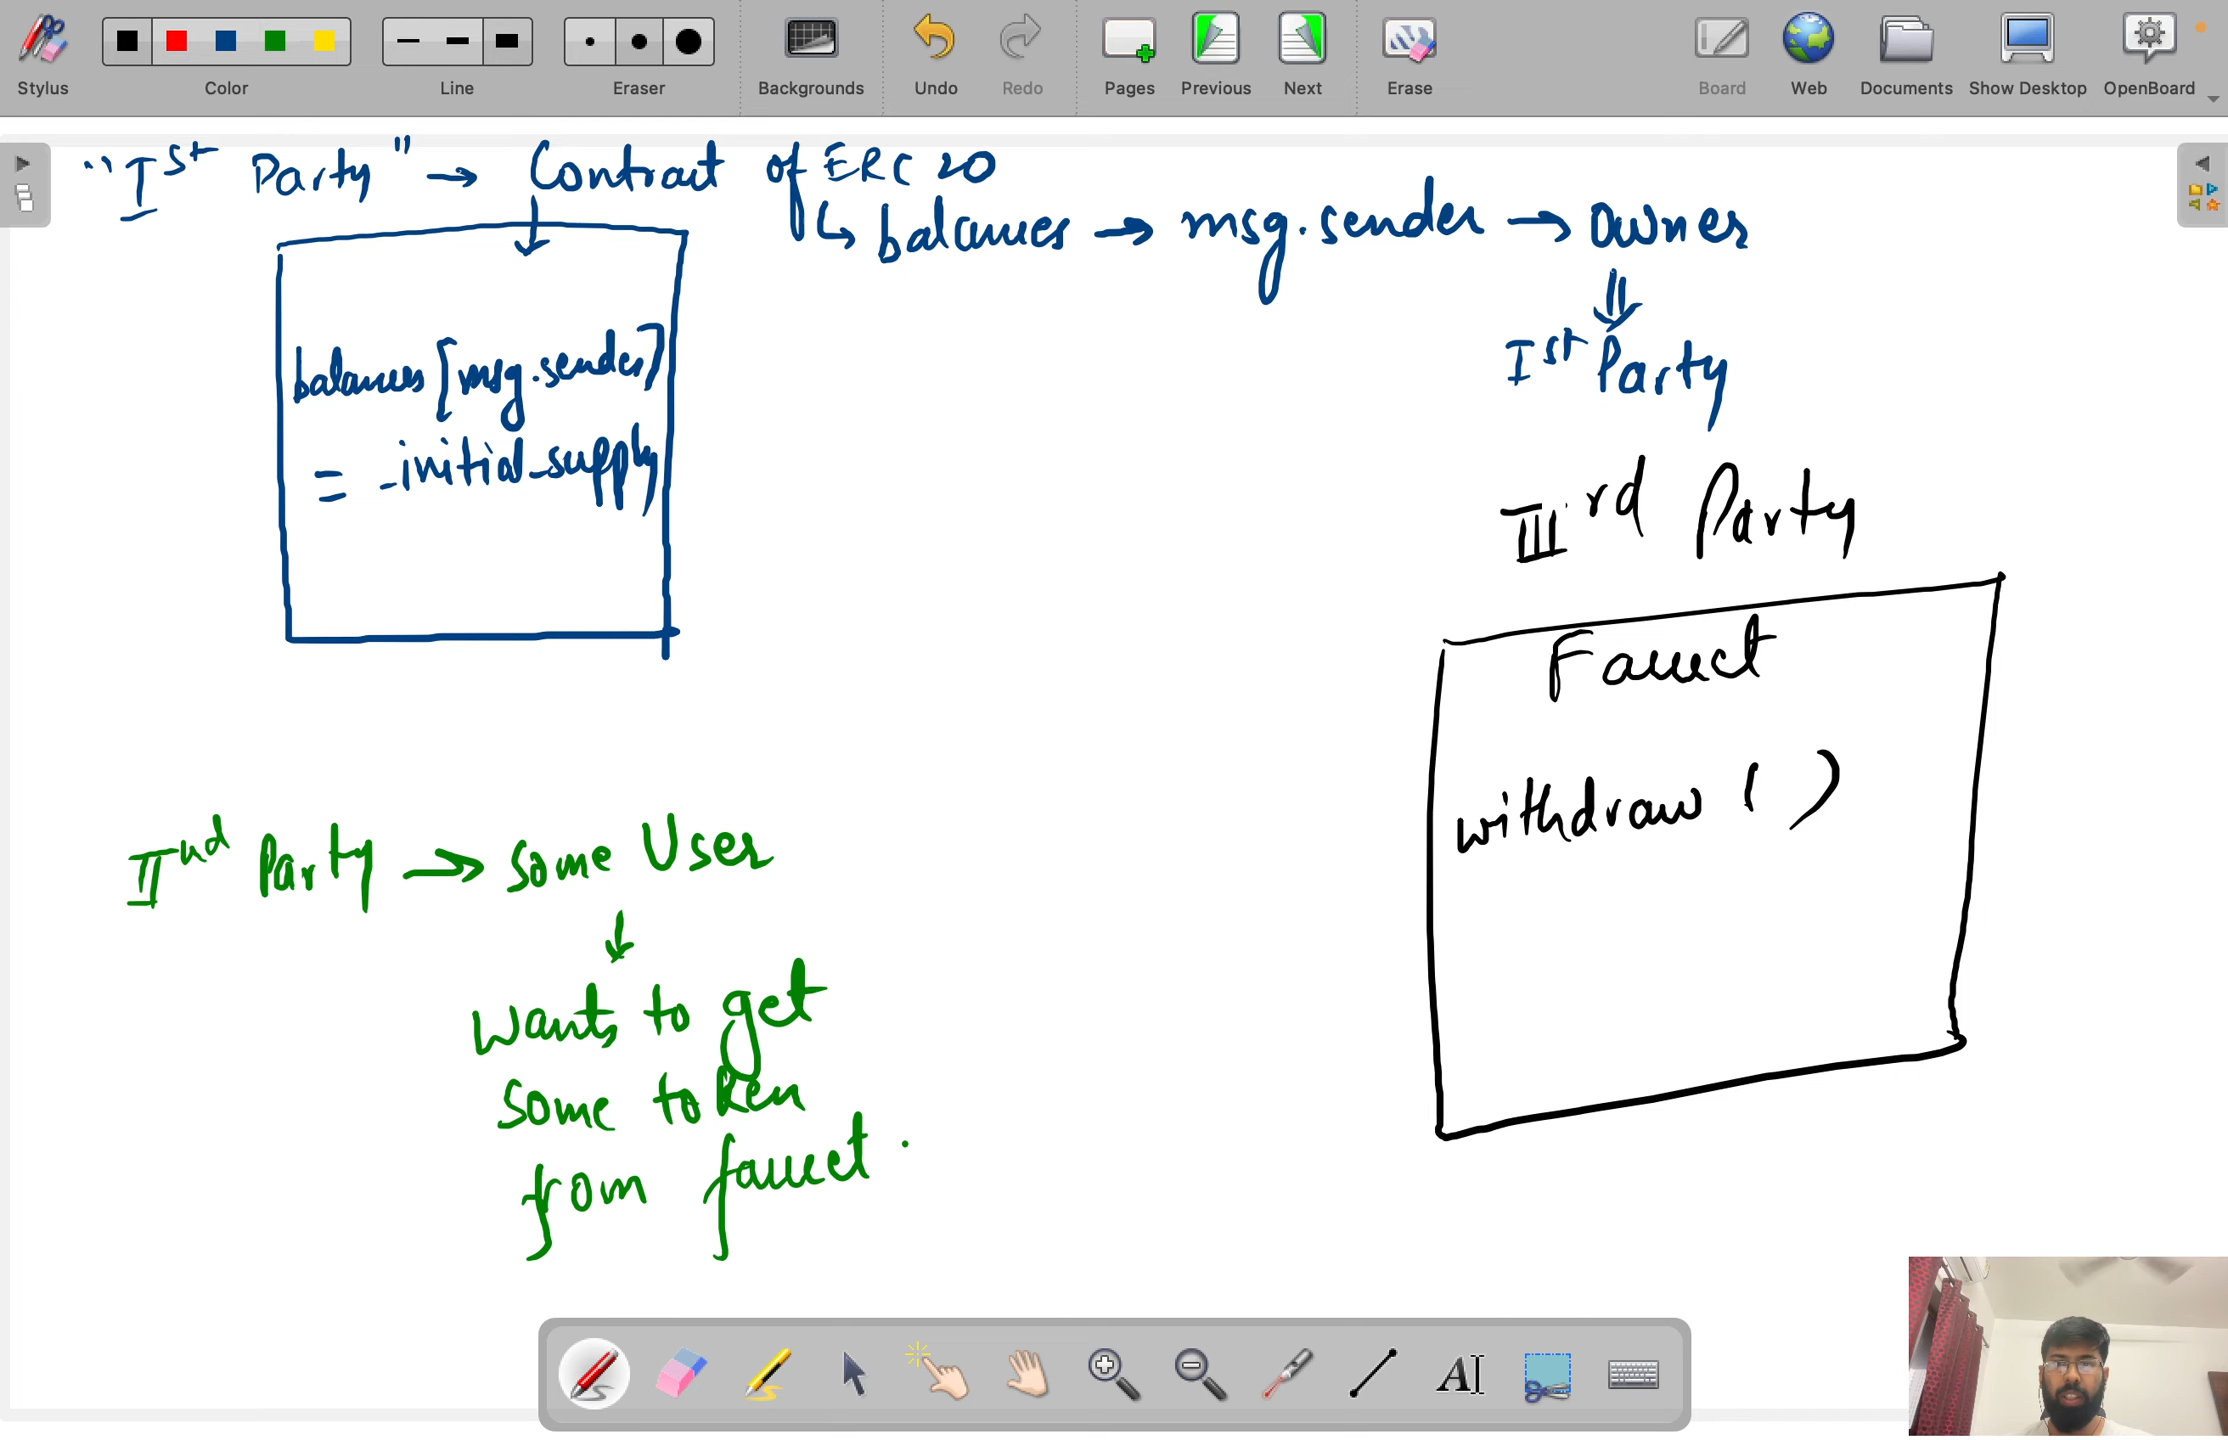 Stylus
Color
Line
Eraser
Backgrounds
Undo
Redo
Pages
Previous
Next
Erase
Board
Web
Documents
Show Desktop
OpenBoard
"Ist Party" → Contract of ERC 20
↳ balances → msg.sender → owner
Ist Party
balances [msg.sender]
= _initial_supply
IIIrd Party
Faucet
withdraw ( )
IInd Party → some User
wants to get
some token
from faucet.
AI